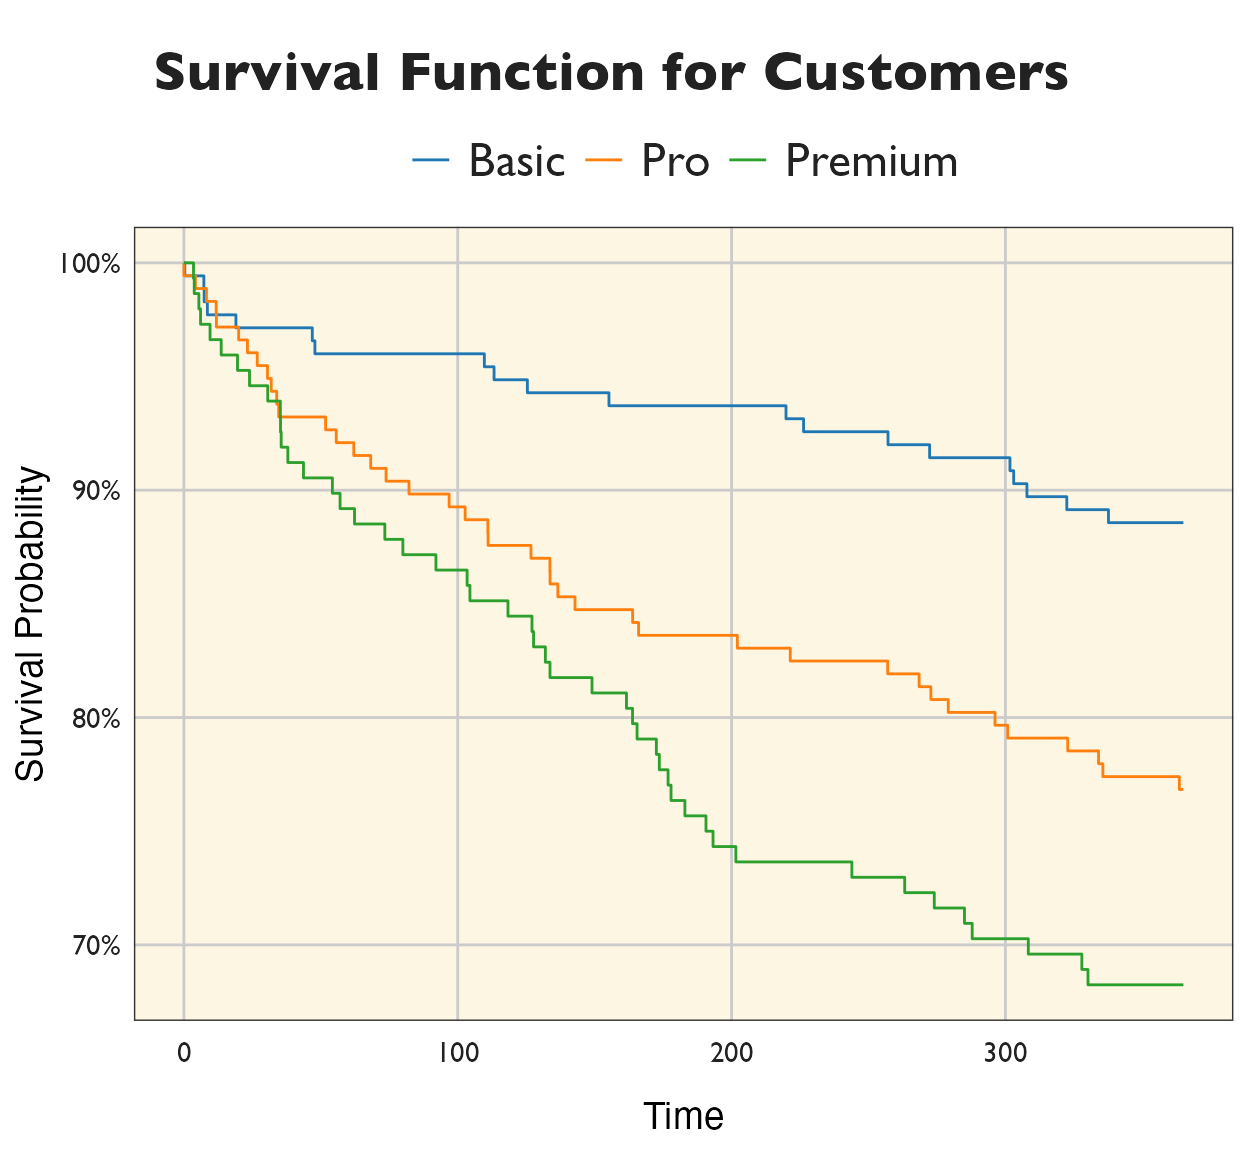 Survival Function for Customers
Basic Pro Premium
100%
90%
80%
70%
Survival Probability
0 100 200 300
Time